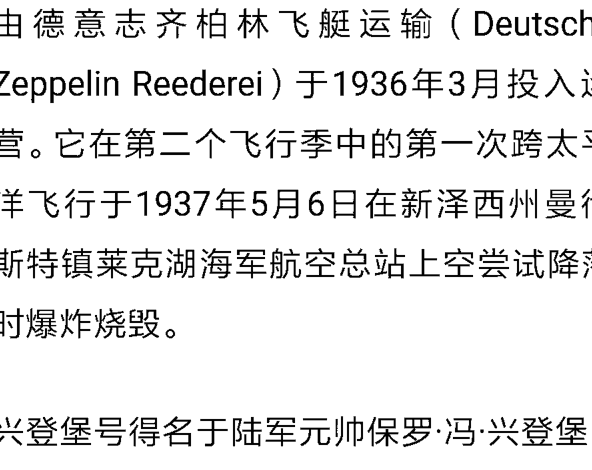 由德意志齐柏林飞艇运输（Deutsch
Zeppelin Reederei）于1936年3月投入运
营。它在第二个飞行季中的第一次跨太平
洋飞行于1937年5月6日在新泽西州曼彻
斯特镇莱克湖海军航空总站上空尝试降落
时爆炸烧毁。
兴登堡号得名于陆军元帅保罗·冯·兴登堡